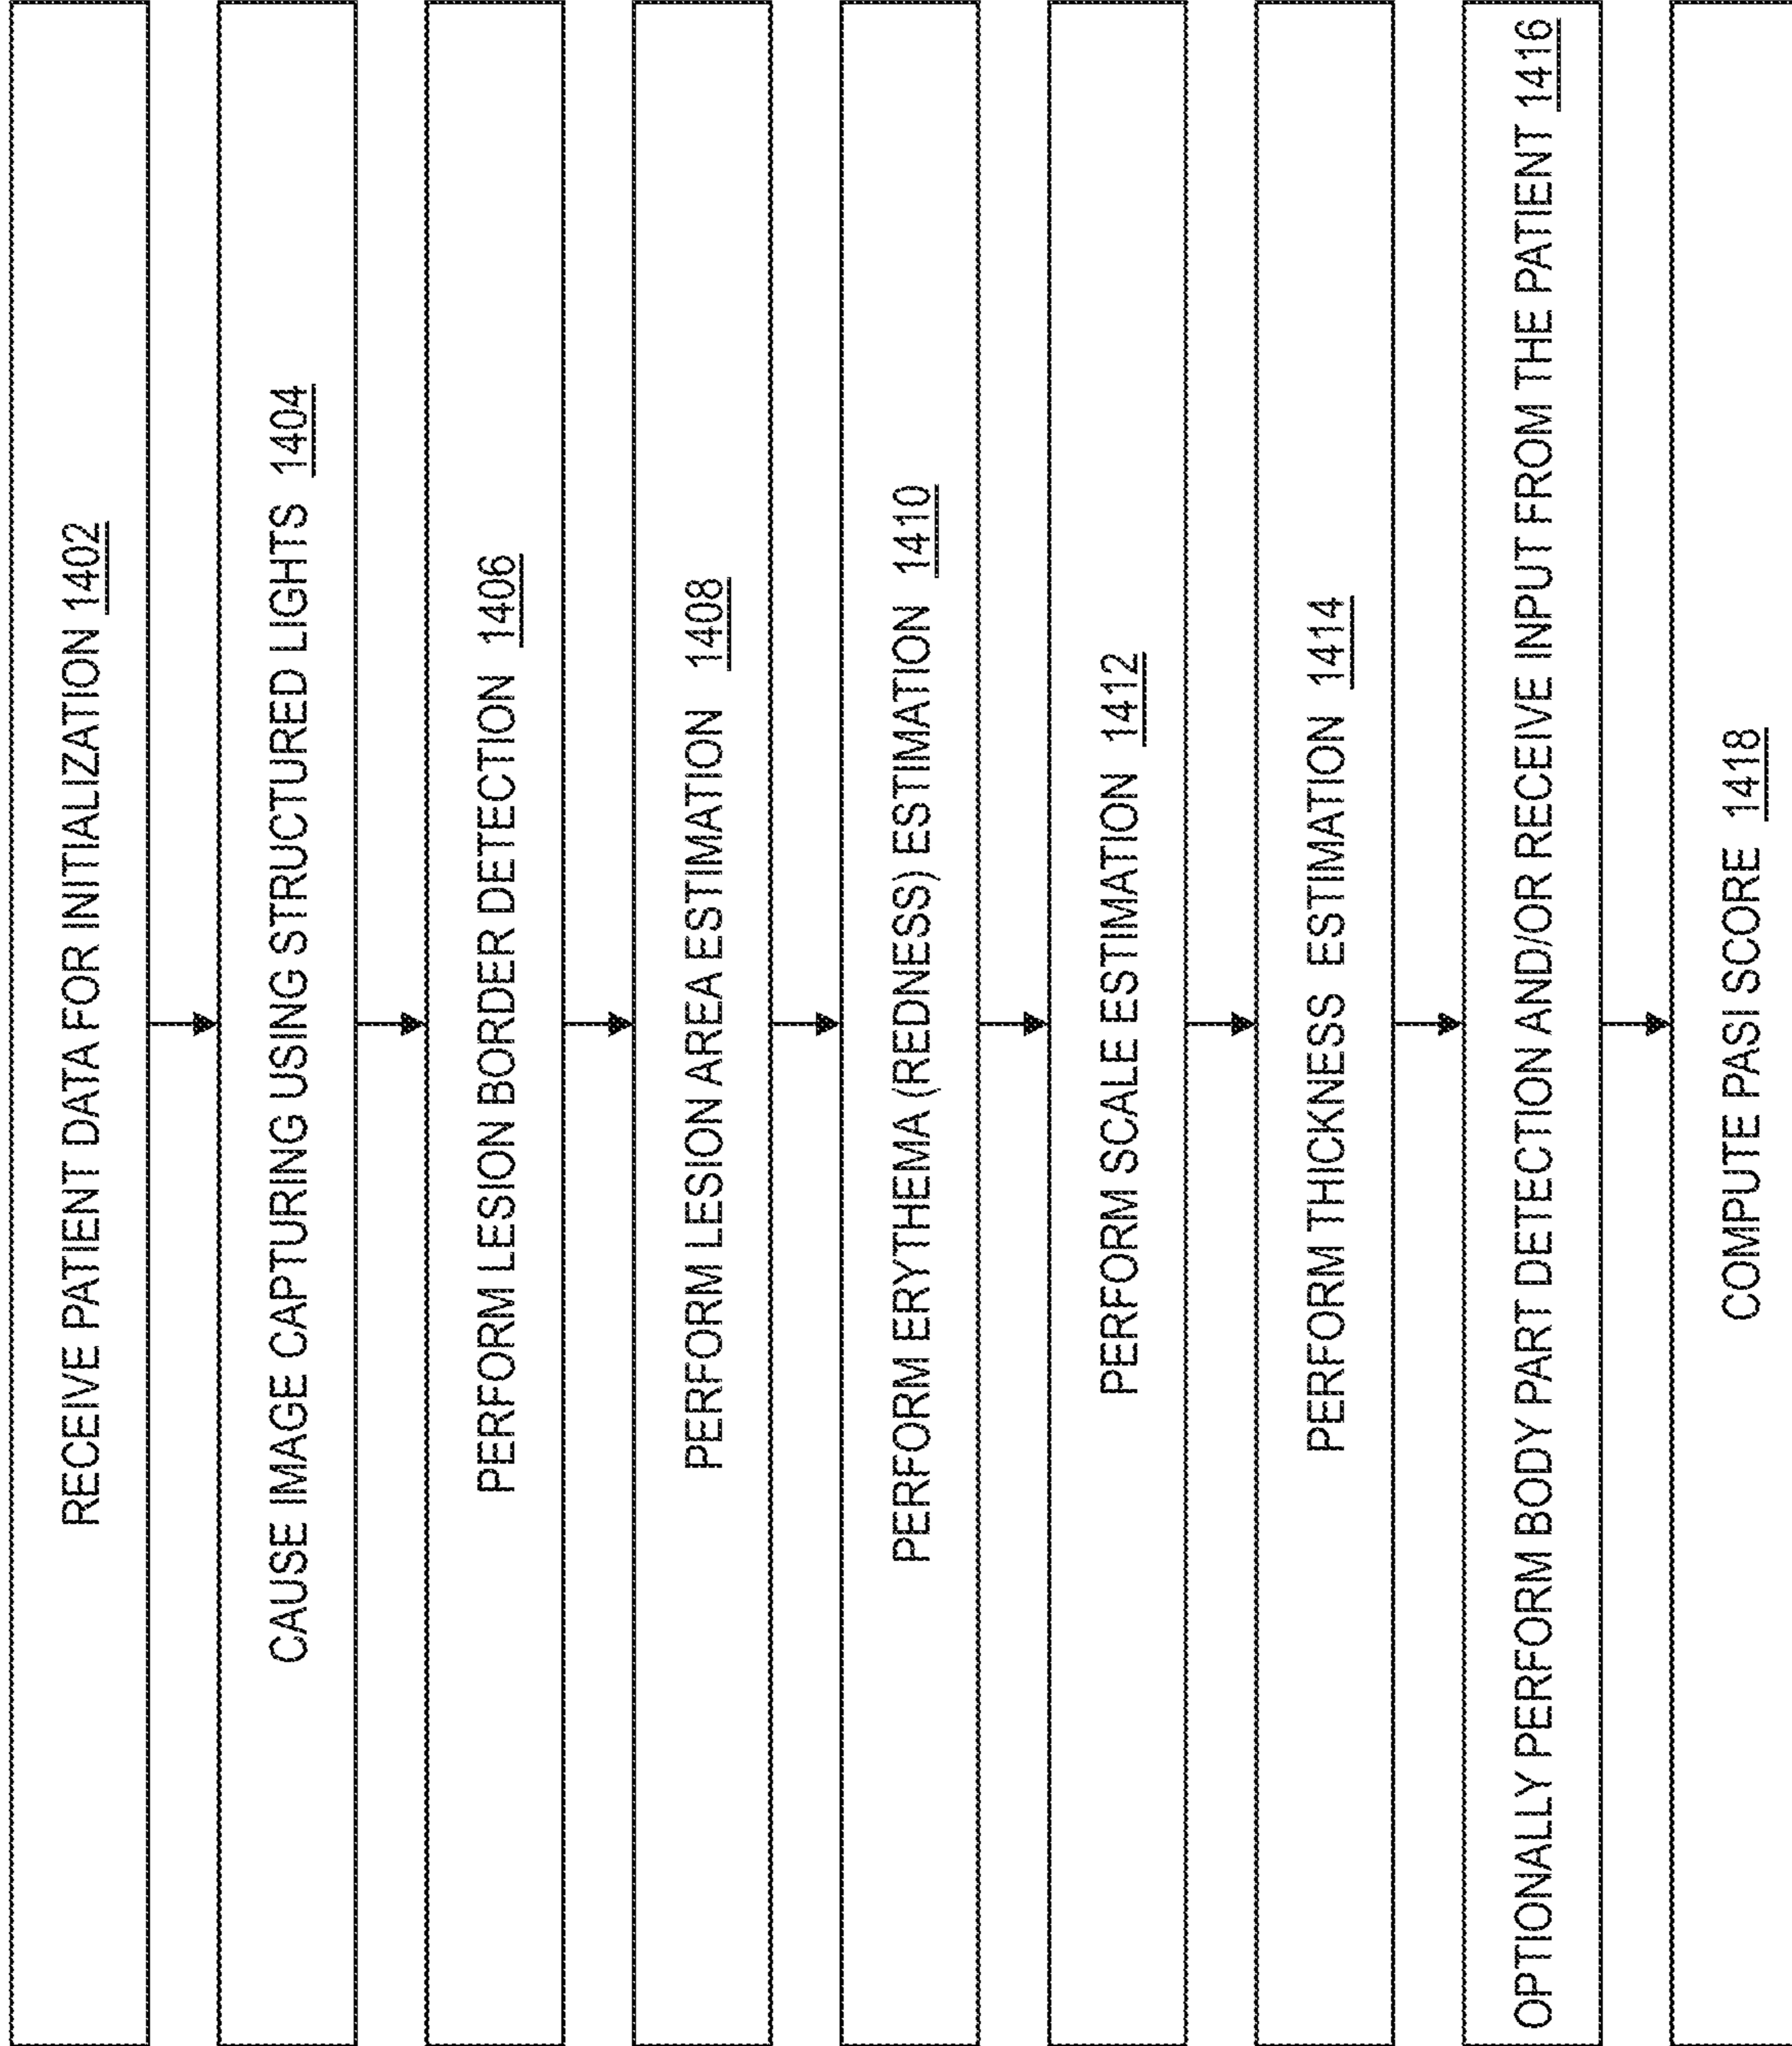 RECEIVE PATIENT DATA FOR INITIALIZATION 1402
CAUSE IMAGE CAPTURING USING STRUCTURED LIGHTS 1404
PERFORM LESION BORDER DETECTION 1406
PERFORM LESION AREA ESTIMATION 1408
PERFORM ERYTHEMA (REDNESS) ESTIMATION 1410
PERFORM SCALE ESTIMATION 1412
PERFORM THICKNESS ESTIMATION 1414
OPTIONALLY PERFORM BODY PART DETECTION AND/OR RECEIVE INPUT FROM THE PATIENT 1416
COMPUTE PASI SCORE 1418